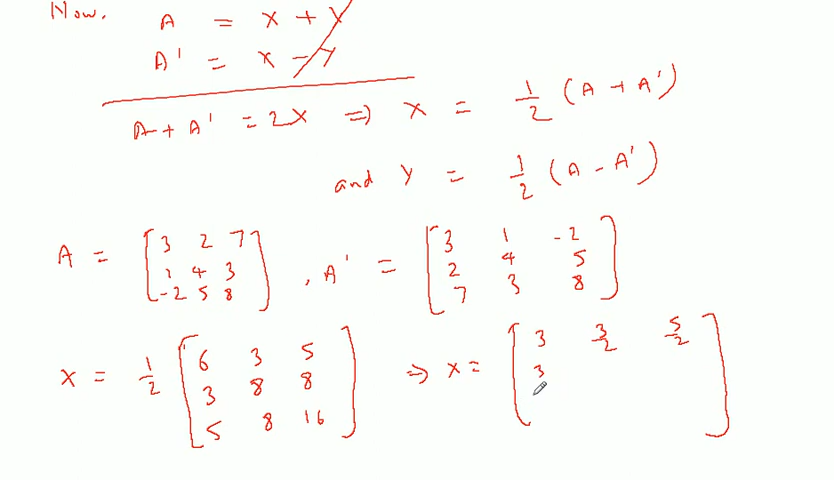 Now. A = X + Y
A' = X - Y
A + A' = 2X ⇒ X = 1/2 (A + A')
and Y = 1/2 (A - A')
A = [3 2 7; 1 4 3; -2 5 8], A' = [3 1 -2; 2 4 5; 7 3 8]
X = 1/2 [6 3 5; 3 8 8; 5 8 16] ⇒ X = [3 3/2 5/2; 3